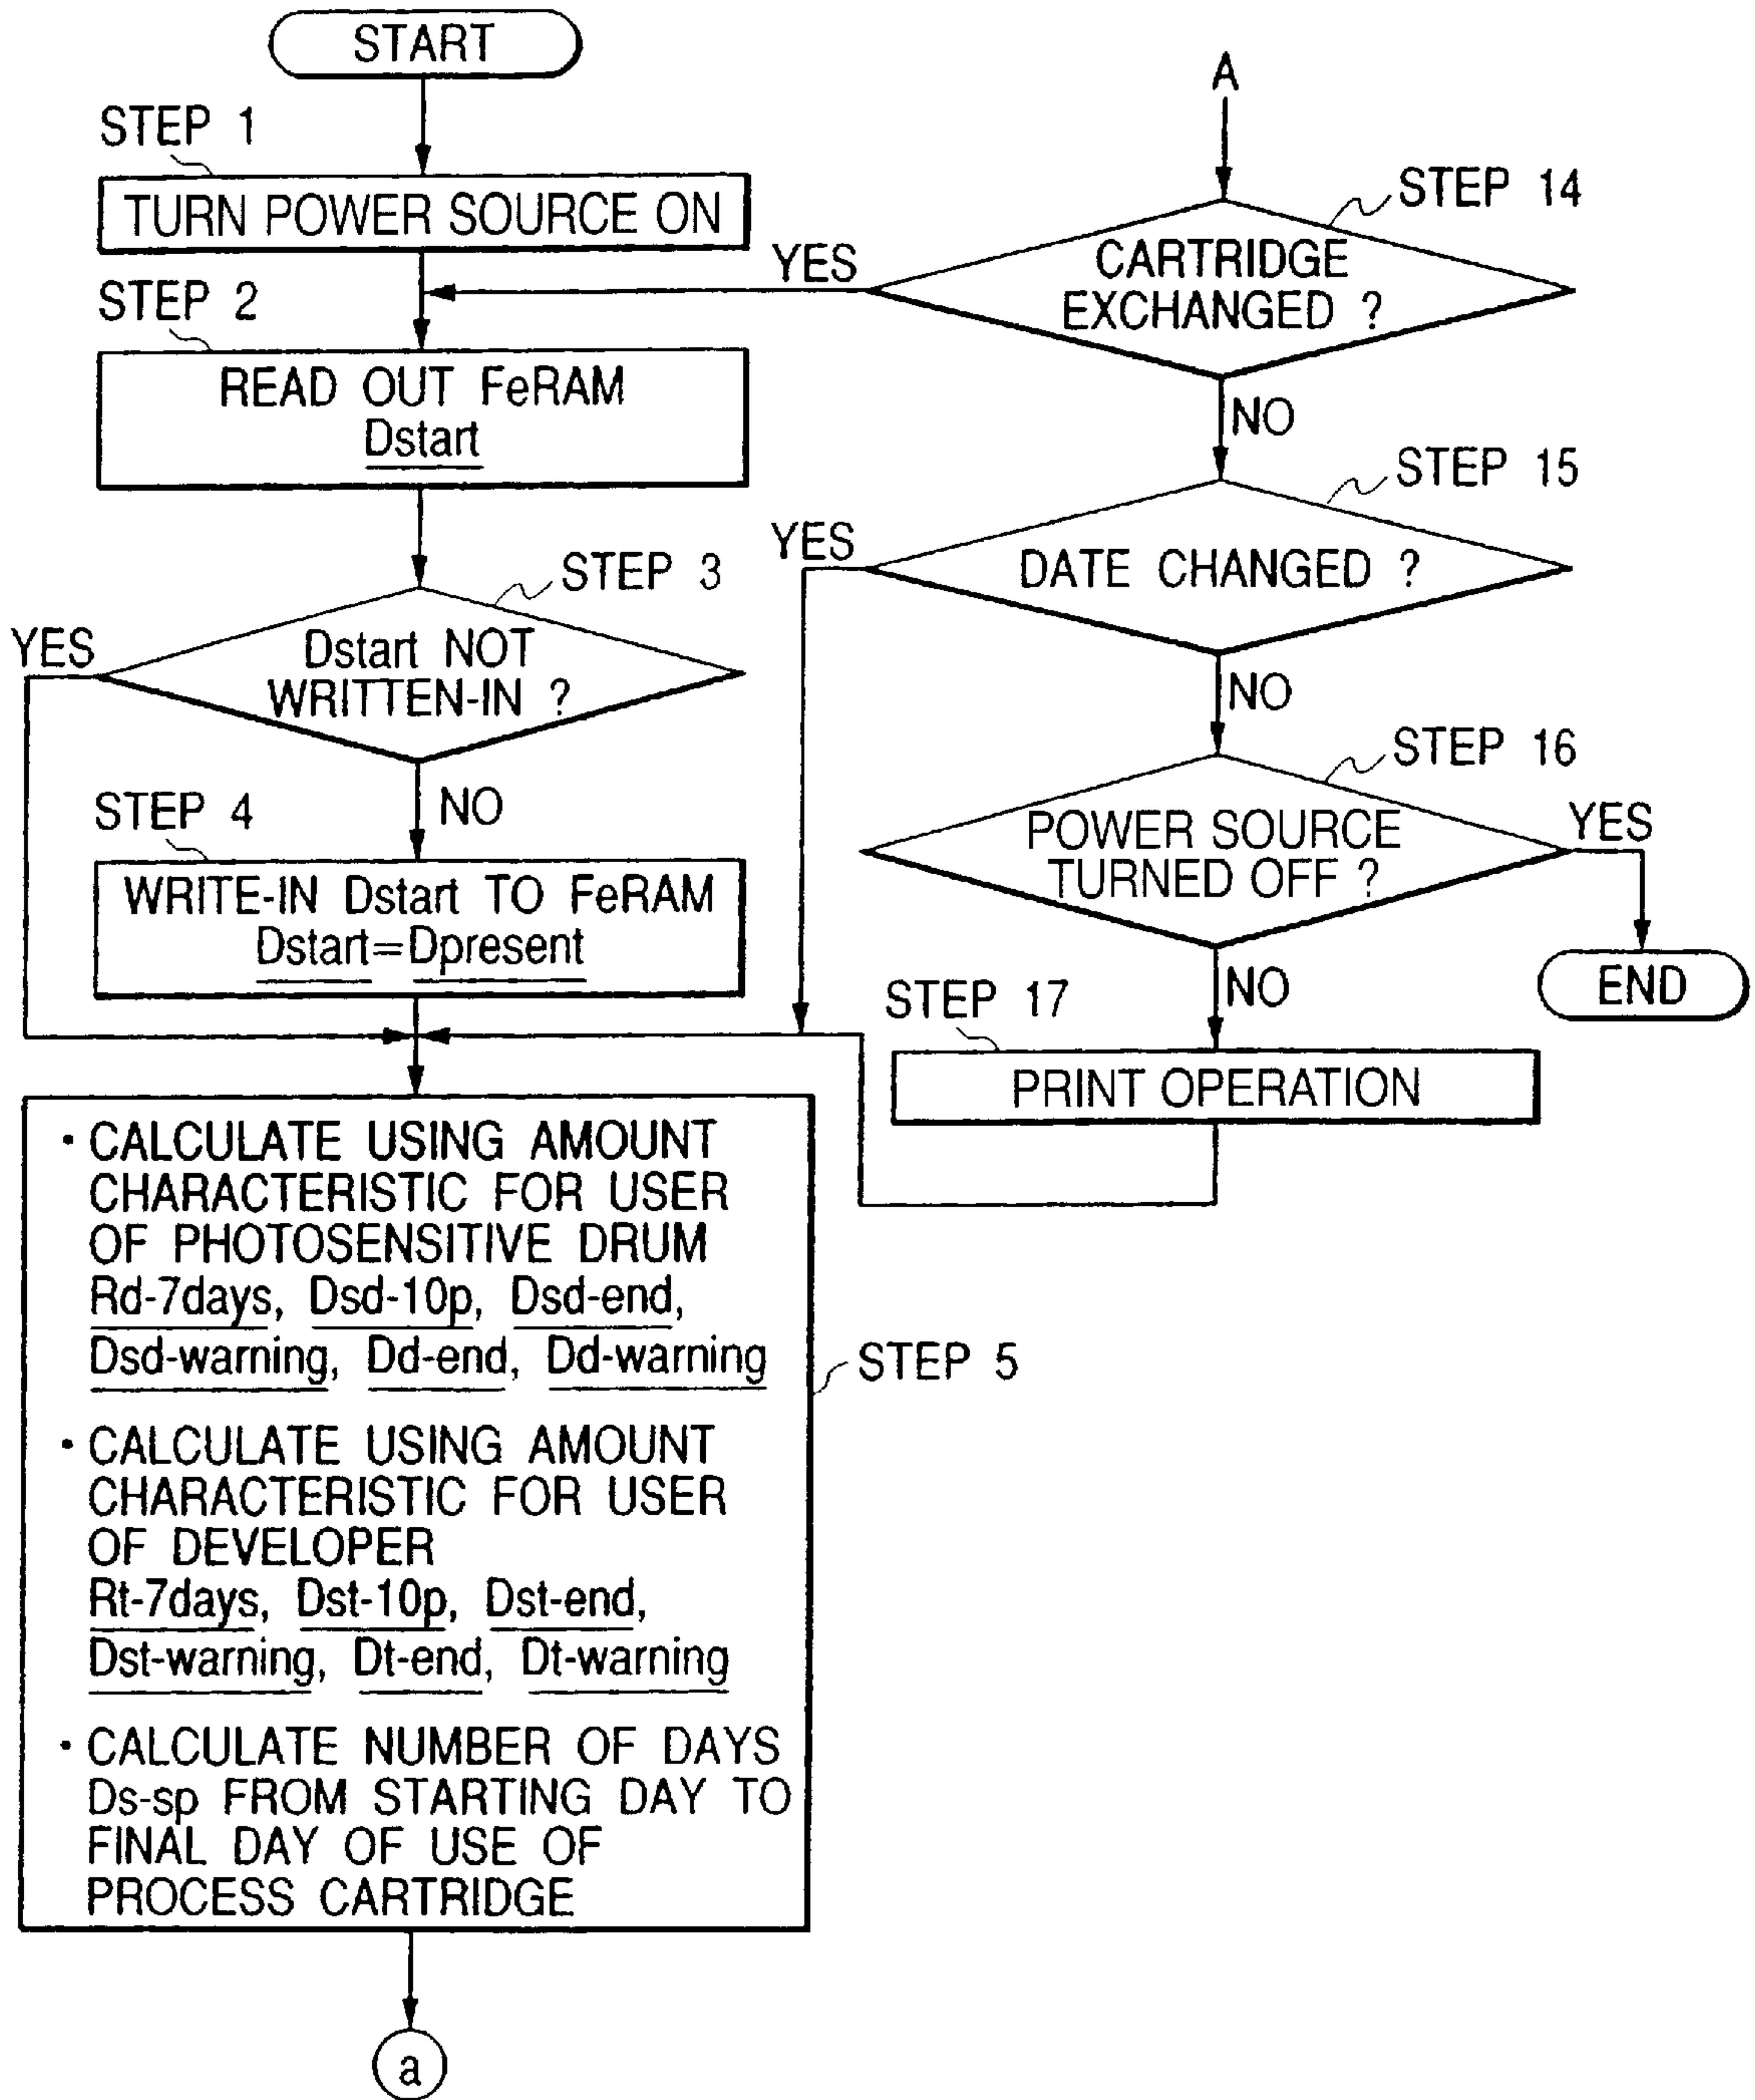 START
STEP 1
TURN POWER SOURCE ON
STEP 2
READ OUT FeRAM
Dstart
STEP 3
YES
Dstart NOT
WRITTEN-IN ?
NO
STEP 4
WRITE-IN Dstart TO FeRAM
Dstart=Dpresent
· CALCULATE USING AMOUNT
CHARACTERISTIC FOR USER
OF PHOTOSENSITIVE DRUM
Rd-7days, Dsd-10p, Dsd-end,
Dsd-warning, Dd-end, Dd-warning
STEP 5
· CALCULATE USING AMOUNT
CHARACTERISTIC FOR USER
OF DEVELOPER
Rt-7days, Dst-10p, Dst-end,
Dst-warning, Dt-end, Dt-warning
· CALCULATE NUMBER OF DAYS
Ds-sp FROM STARTING DAY TO
FINAL DAY OF USE OF
PROCESS CARTRIDGE
a
A
STEP 14
YES
CARTRIDGE
EXCHANGED ?
NO
STEP 15
YES
DATE CHANGED ?
NO
STEP 16
POWER SOURCE
TURNED OFF ?
YES
END
NO
STEP 17
PRINT OPERATION